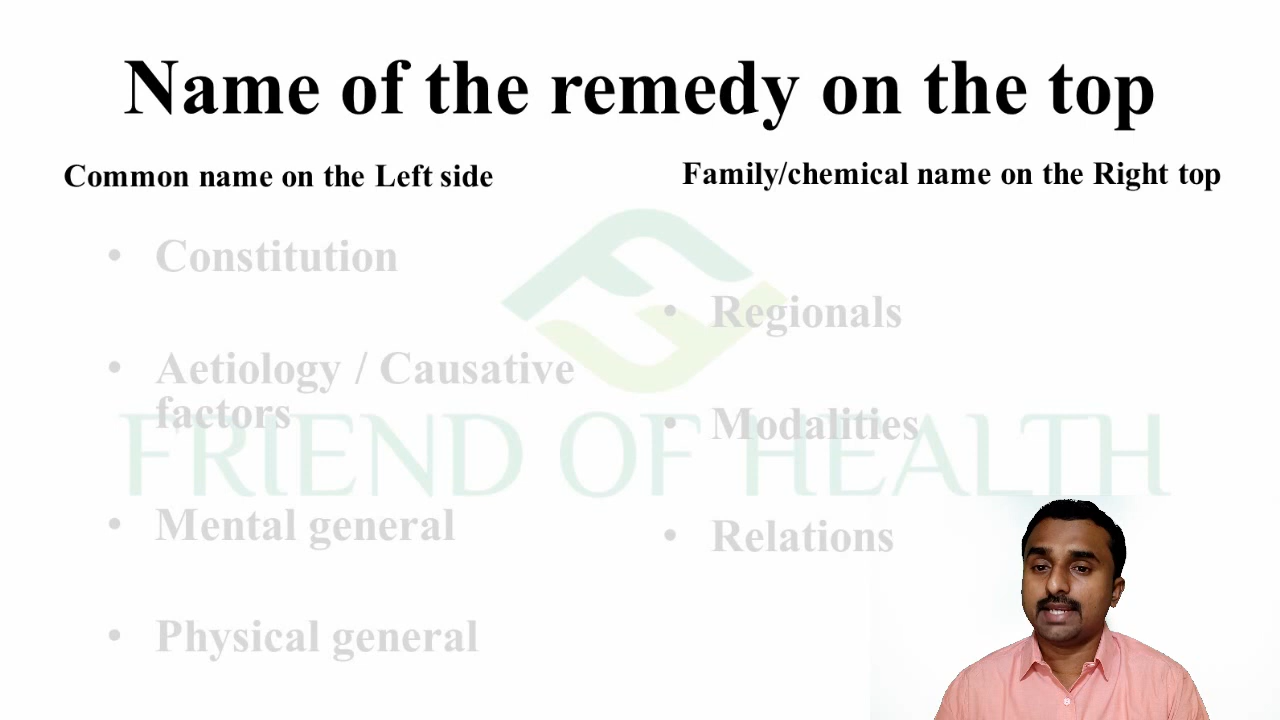 Name of the remedy on the top
Common name on the Left side
Family/chemical name on the Right top
• Constitution
• Aetiology / Causative
factors
• Mental general
• Physical general
• Regionals
• Modalities
• Relations
FRIEND OF HEALTH